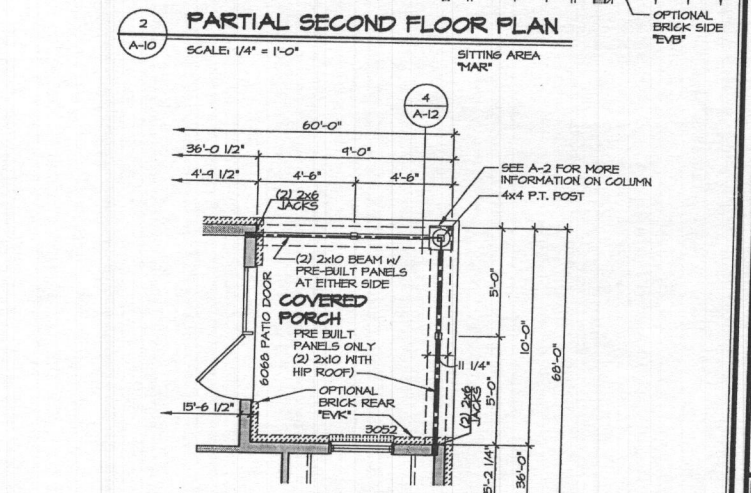 2
A-10
PARTIAL SECOND FLOOR PLAN
SCALE: 1/4" = 1'-0"
SITTING AREA
"MAR"
OPTIONAL
BRICK SIDE
"EVB"
4
A-12
60'-0"
36'-0 1/2"
9'-0"
4'-9 1/2"
4'-6"
4'-6"
(2) 2x6
JACKS
SEE A-2 FOR MORE
INFORMATION ON COLUMN
4x4 P.T. POST
(2) 2x10 BEAM W/
PRE-BUILT PANELS
AT EITHER SIDE
6068 PATIO DOOR
COVERED
PORCH
PRE BUILT
PANELS ONLY
(2) 2x10 WITH
HIP ROOF)
5'-0"
10'-0"
68'-0"
11 1/4"
OPTIONAL
BRICK REAR
"EVK"
15'-6 1/2"
3052
(2) 2x6
JACKS
5'-0"
5'-2 1/4"
36'-0"